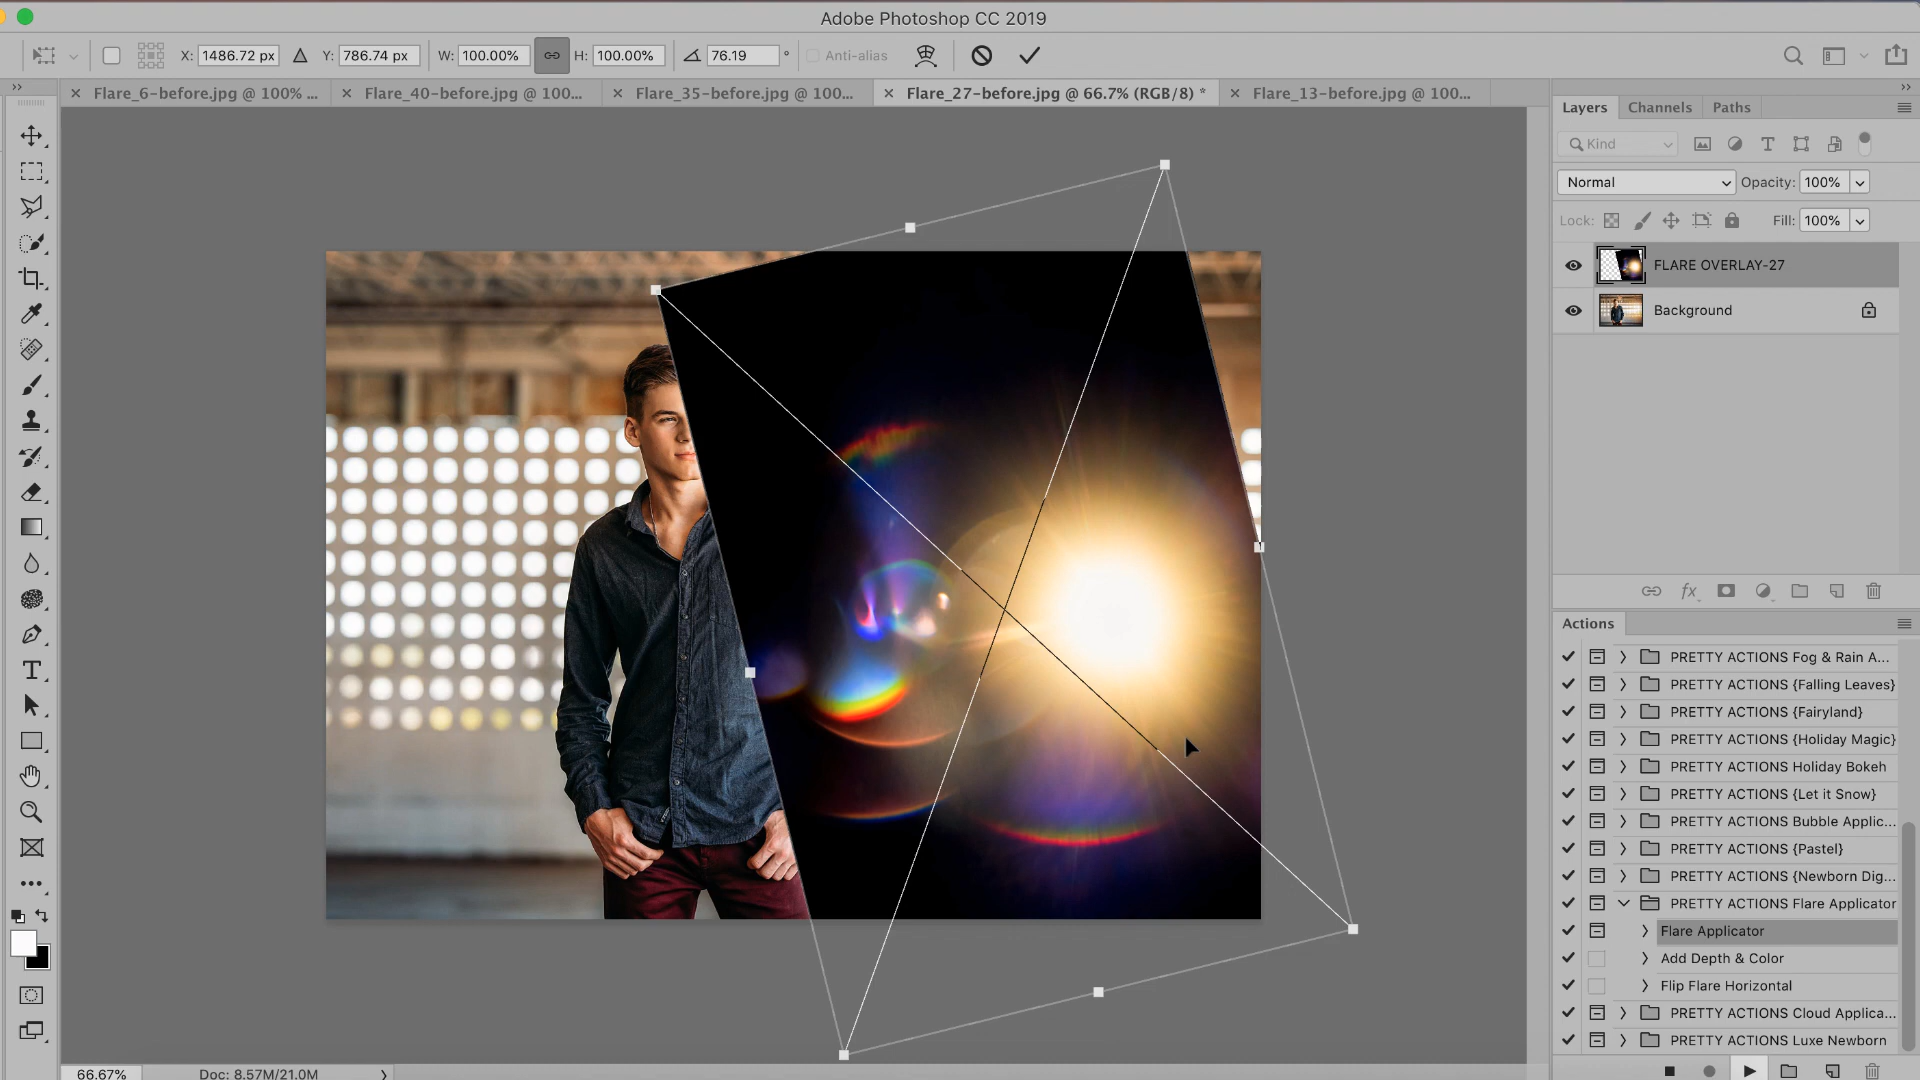 Adobe Photoshop CC 2019
X: 1486.72 px Y: 786.74 px W: 100.00% H: 100.00% 76.19 ° Anti-alias
Flare_6-before.jpg @ 100% ... Flare_40-before.jpg @ 100... Flare_35-before.jpg @ 100... Flare_27-before.jpg @ 66.7% (RGB/8) * Flare_13-before.jpg @ 100...
Layers Channels Paths
Kind
Normal Opacity: 100%
Lock: Fill: 100%
FLARE OVERLAY-27
Background
fx
Actions
PRETTY ACTIONS Fog & Rain A...
PRETTY ACTIONS {Falling Leaves}
PRETTY ACTIONS {Fairyland}
PRETTY ACTIONS {Holiday Magic}
PRETTY ACTIONS Holiday Bokeh
PRETTY ACTIONS {Let it Snow}
PRETTY ACTIONS Bubble Applic...
PRETTY ACTIONS {Pastel}
PRETTY ACTIONS {Newborn Dig...
PRETTY ACTIONS Flare Applicator
Flare Applicator
Add Depth & Color
Flip Flare Horizontal
PRETTY ACTIONS Cloud Applica...
PRETTY ACTIONS Luxe Newborn
66.67% Doc: 8.57M/21.0M